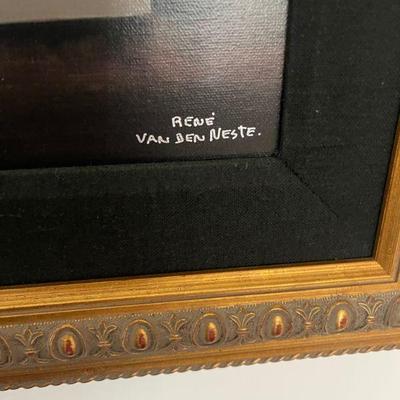 RENÉ
VAN DEN NESTE.